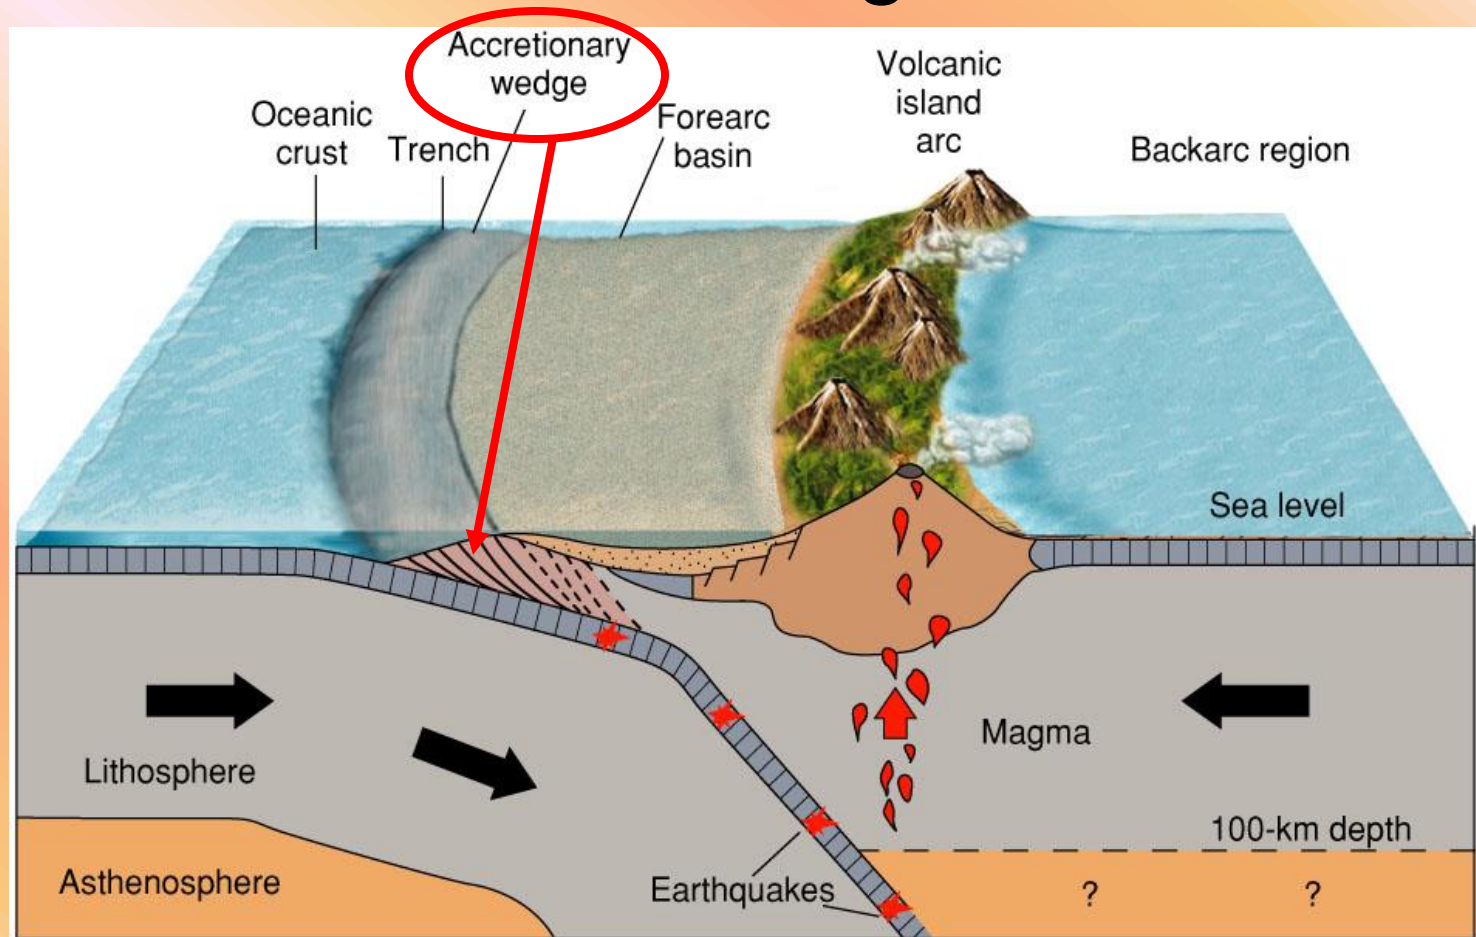 Accretionary
wedge
Oceanic
crust
Trench
Forearc
basin
Volcanic
island
arc
Backarc region
Sea level
Lithosphere
Magma
100-km depth
Asthenosphere
Earthquakes
?
?